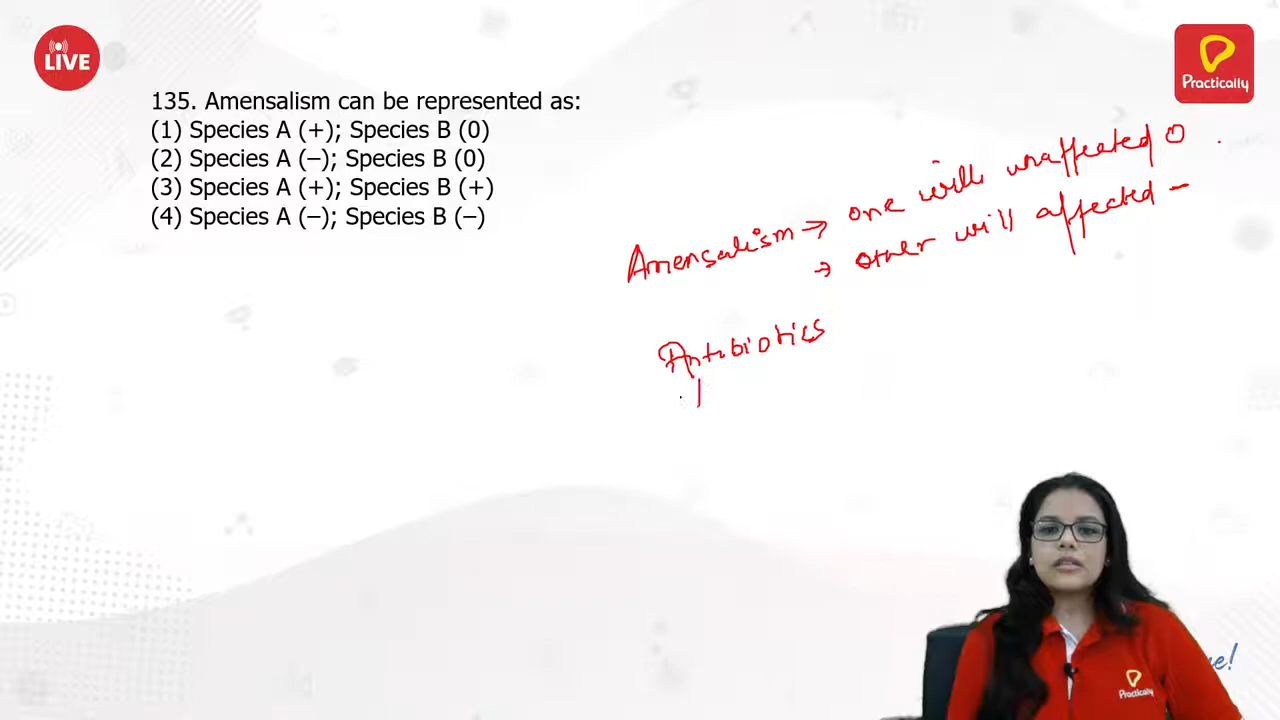 LIVE
Practically
135. Amensalism can be represented as:
(1) Species A (+); Species B (0)
(2) Species A (–); Species B (0)
(3) Species A (+); Species B (+)
(4) Species A (–); Species B (–)
Amensalism → one will unaffected 0
→ other will affected –
Antibiotics
Practically